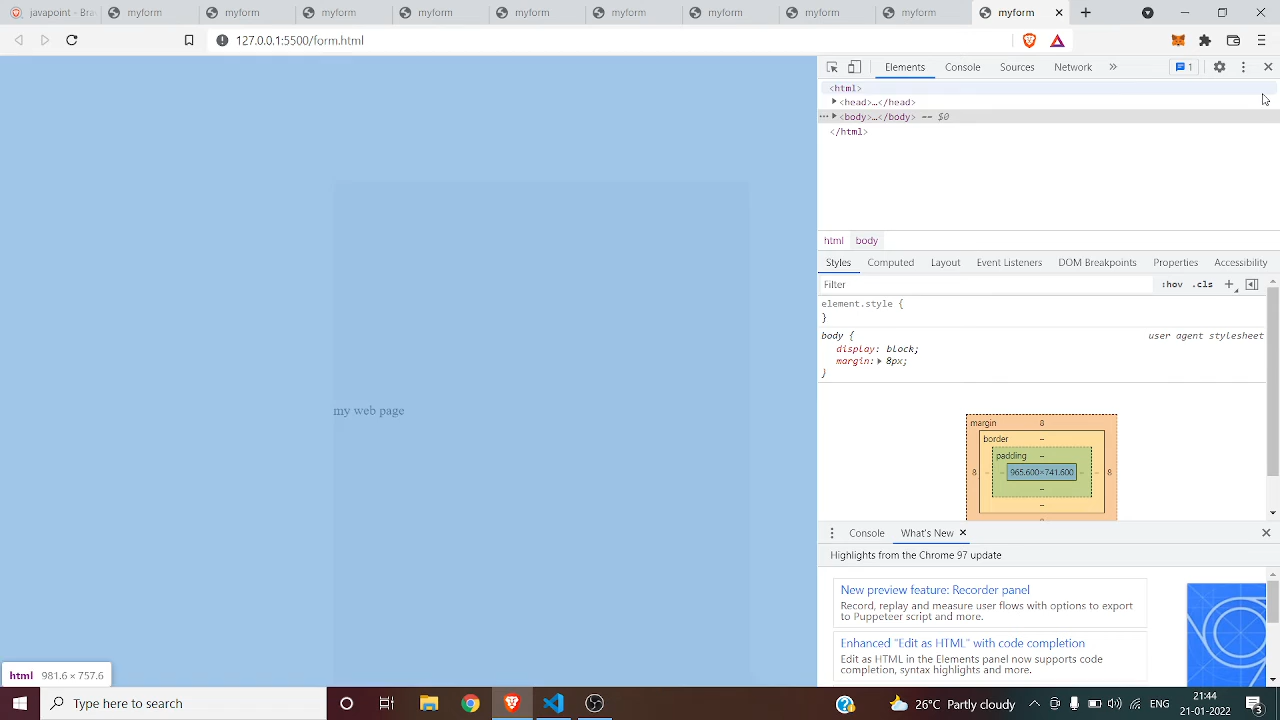 javapoint - Brav
myform
myform
myform
myform
myform
myform
myform
myform
myform
myform
127.0.0.1:5500/form.html
Elements
Console
Sources
Network
1
<html>
<head>…</head>
<body>…</body> == $0
</html>
html
body
Styles
Computed
Layout
Event Listeners
DOM Breakpoints
Properties
Accessibility
Filter
:hov
.cls
element.style {
}
body {
user agent stylesheet
display: block;
margin: 8px;
}
margin 8
border –
padding –
8 – – 965.600×741.600 – – 8
–
–
my web page
Console
What's New
Highlights from the Chrome 97 update
New preview feature: Recorder panel
Record, replay and measure user flows with options to export
to Puppeteer script and more.
Enhanced "Edit as HTML" with code completion
Edit as HTML in the Elements panel now supports code
completion, syntax highlights and more.
html 981.6 × 757.6
Type here to search
26°C Partly cloudy
ENG
21:44
21-01-2022